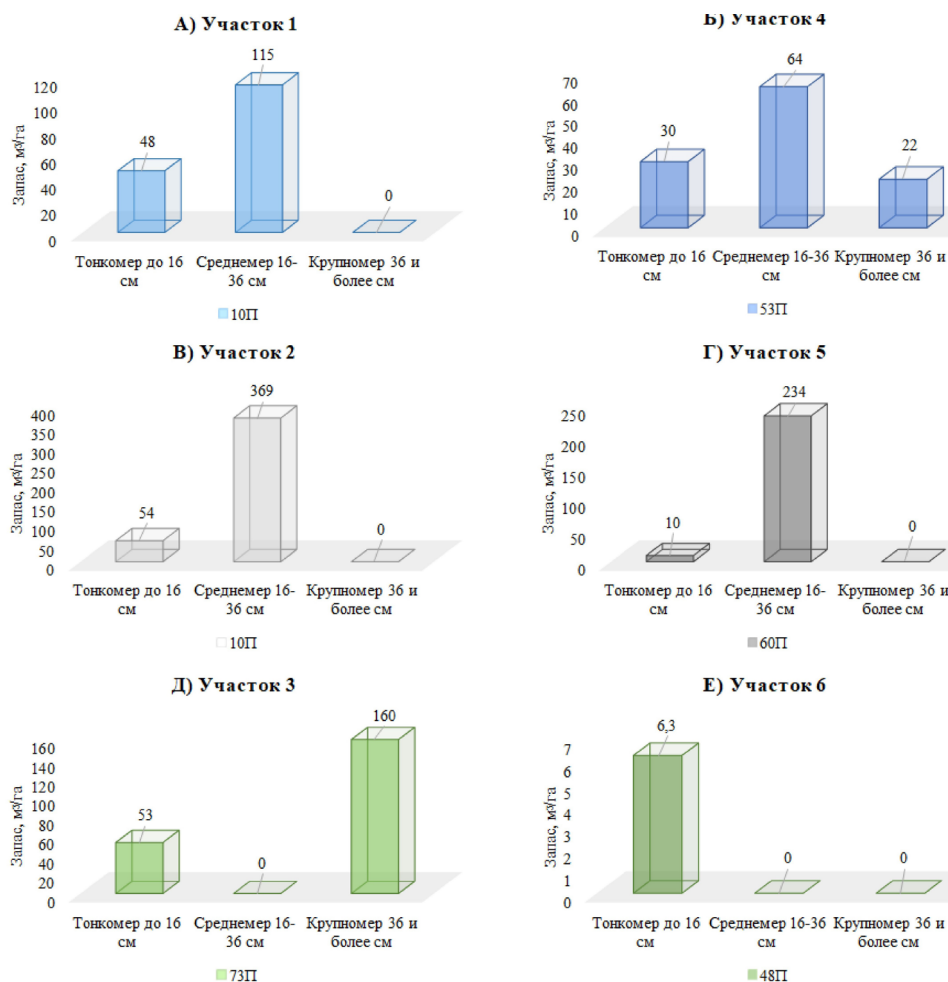 А) Участок 1
Запас, м³/га
120
100
80
60
40
20
0
48
115
0
Тонкомер до 16
см
Среднемер 16-
36 см
Крупномер 36 и
более см
10П
Б) Участок 4
Запас, м³/га
70
60
50
40
30
20
10
0
30
64
22
Тонкомер до 16
см
Среднемер 16-36
см
Крупномер 36 и
более см
53П
В) Участок 2
Запас, м³/га
400
350
300
250
200
150
100
50
0
54
369
0
Тонкомер до 16
см
Среднемер 16-
36 см
Крупномер 36 и
более см
10П
Г) Участок 5
Запас, м³/га
250
200
150
100
50
0
10
234
0
Тонкомер до 16
см
Среднемер 16-
36 см
Крупномер 36 и
более см
60П
Д) Участок 3
Запас, м³/га
160
140
120
100
80
60
40
20
0
53
0
160
Тонкомер до 16
см
Среднемер 16-
36 см
Крупномер 36 и
более см
73П
Е) Участок 6
Запас, м³/га
7
6
5
4
3
2
1
0
6,3
0
0
Тонкомер до 16
см
Среднемер 16-36
см
Крупномер 36 и
более см
48П